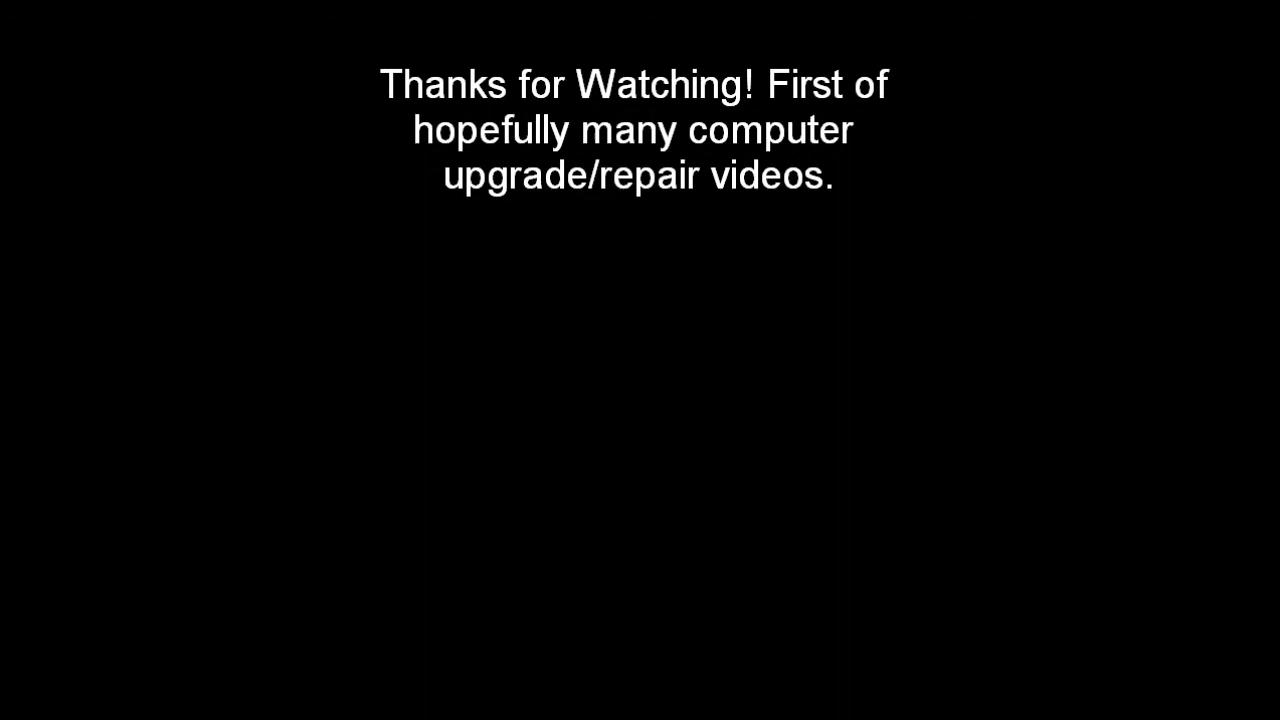 Thanks for Watching! First of
hopefully many computer
upgrade/repair videos.